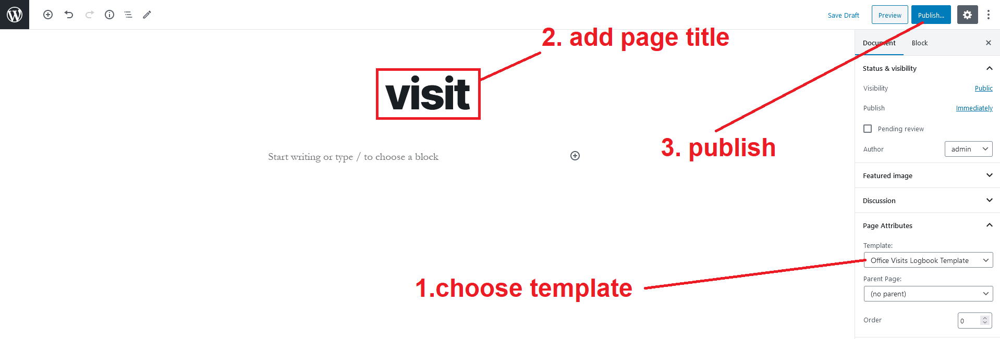 Save Draft
Preview
Publish...
2. add page title
Document
Block
visit
Status & visibility
Visibility
Public
Publish
Immediately
Pending review
3. publish
Author
admin
Start writing or type / to choose a block
Featured image
Discussion
Page Attributes
Template:
Office Visits Logbook Template
1.choose template
Parent Page:
(no parent)
Order
0